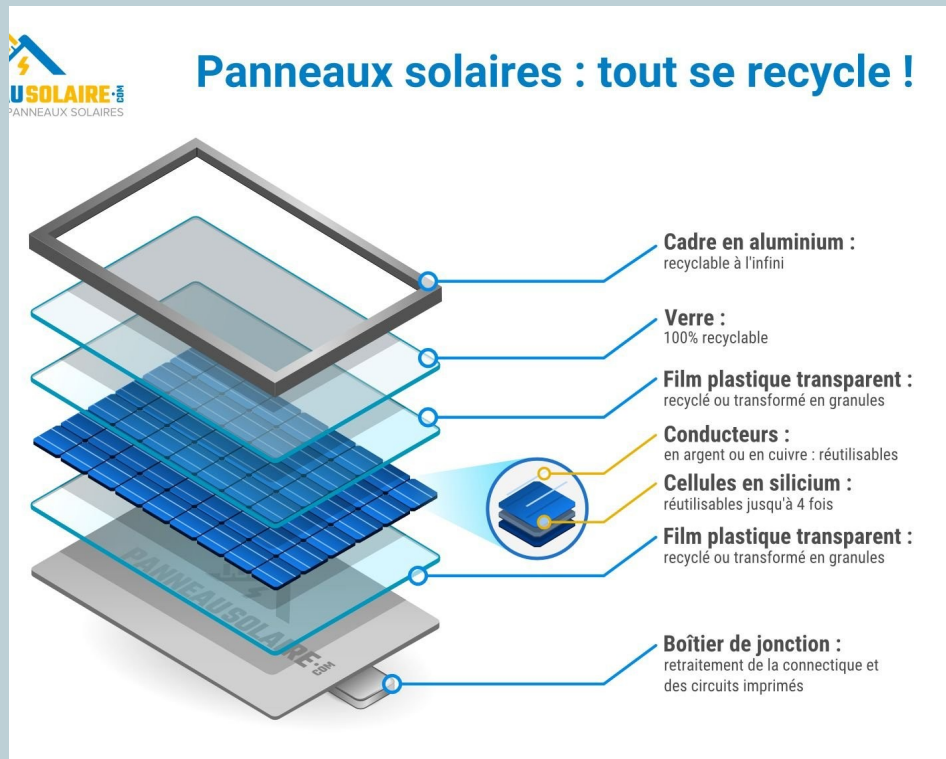 USOLAIRE.COM
PANNEAUX SOLAIRES
Panneaux solaires : tout se recycle !
Cadre en aluminium :
recyclable à l'infini
Verre :
100% recyclable
Film plastique transparent :
recyclé ou transformé en granules
Conducteurs :
en argent ou en cuivre : réutilisables
Cellules en silicium :
réutilisables jusqu'à 4 fois
Film plastique transparent :
recyclé ou transformé en granules
PANNEAUSOLAIRE.COM
Boîtier de jonction :
retraitement de la connectique et
des circuits imprimés